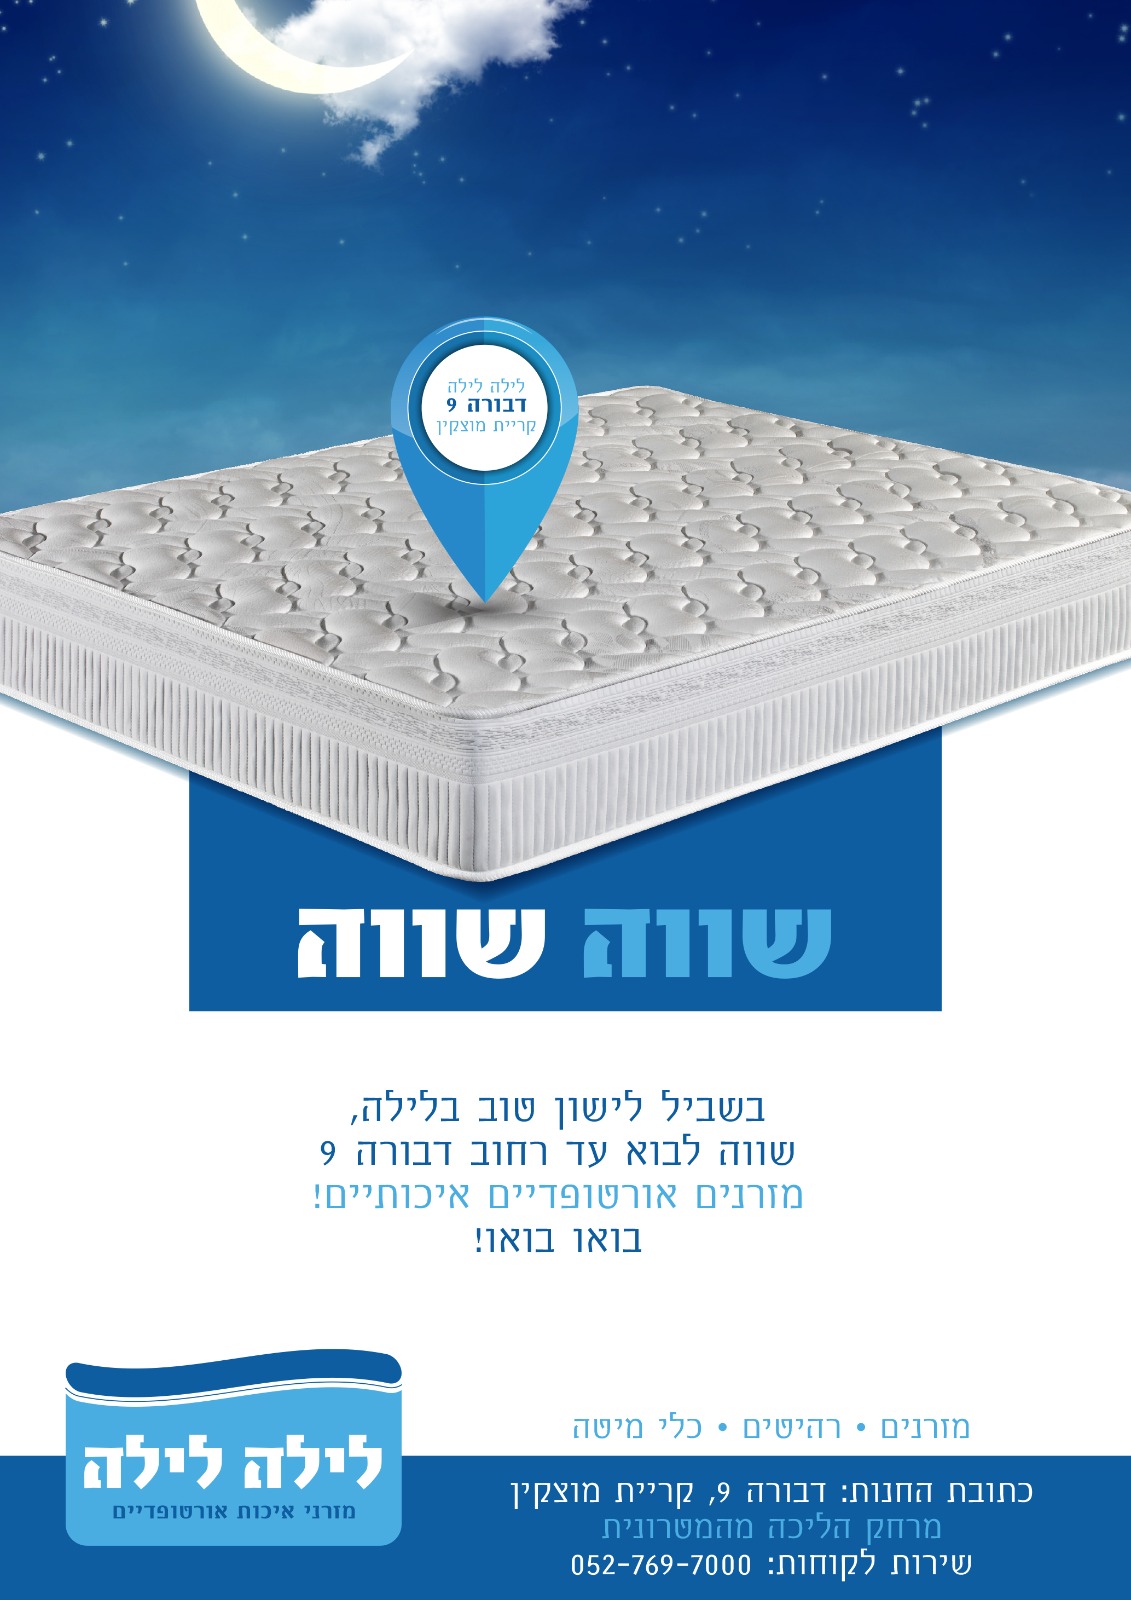 לילה לילה
דבורה 9
קריית מוצקין
שווה שווה
בשביל לישון טוב בלילה,
שווה לבוא עד רחוב דבורה 9
מזרנים אורטופדיים איכותיים!
בואו בואו!
מזרנים • רהיטים • כלי מיטה
לילה לילה
מזרני איכות אורטופדיים
כתובת החנות: דבורה 9, קריית מוצקין
מרחק הליכה מהמטרונית
שירות לקוחות: 052-769-7000